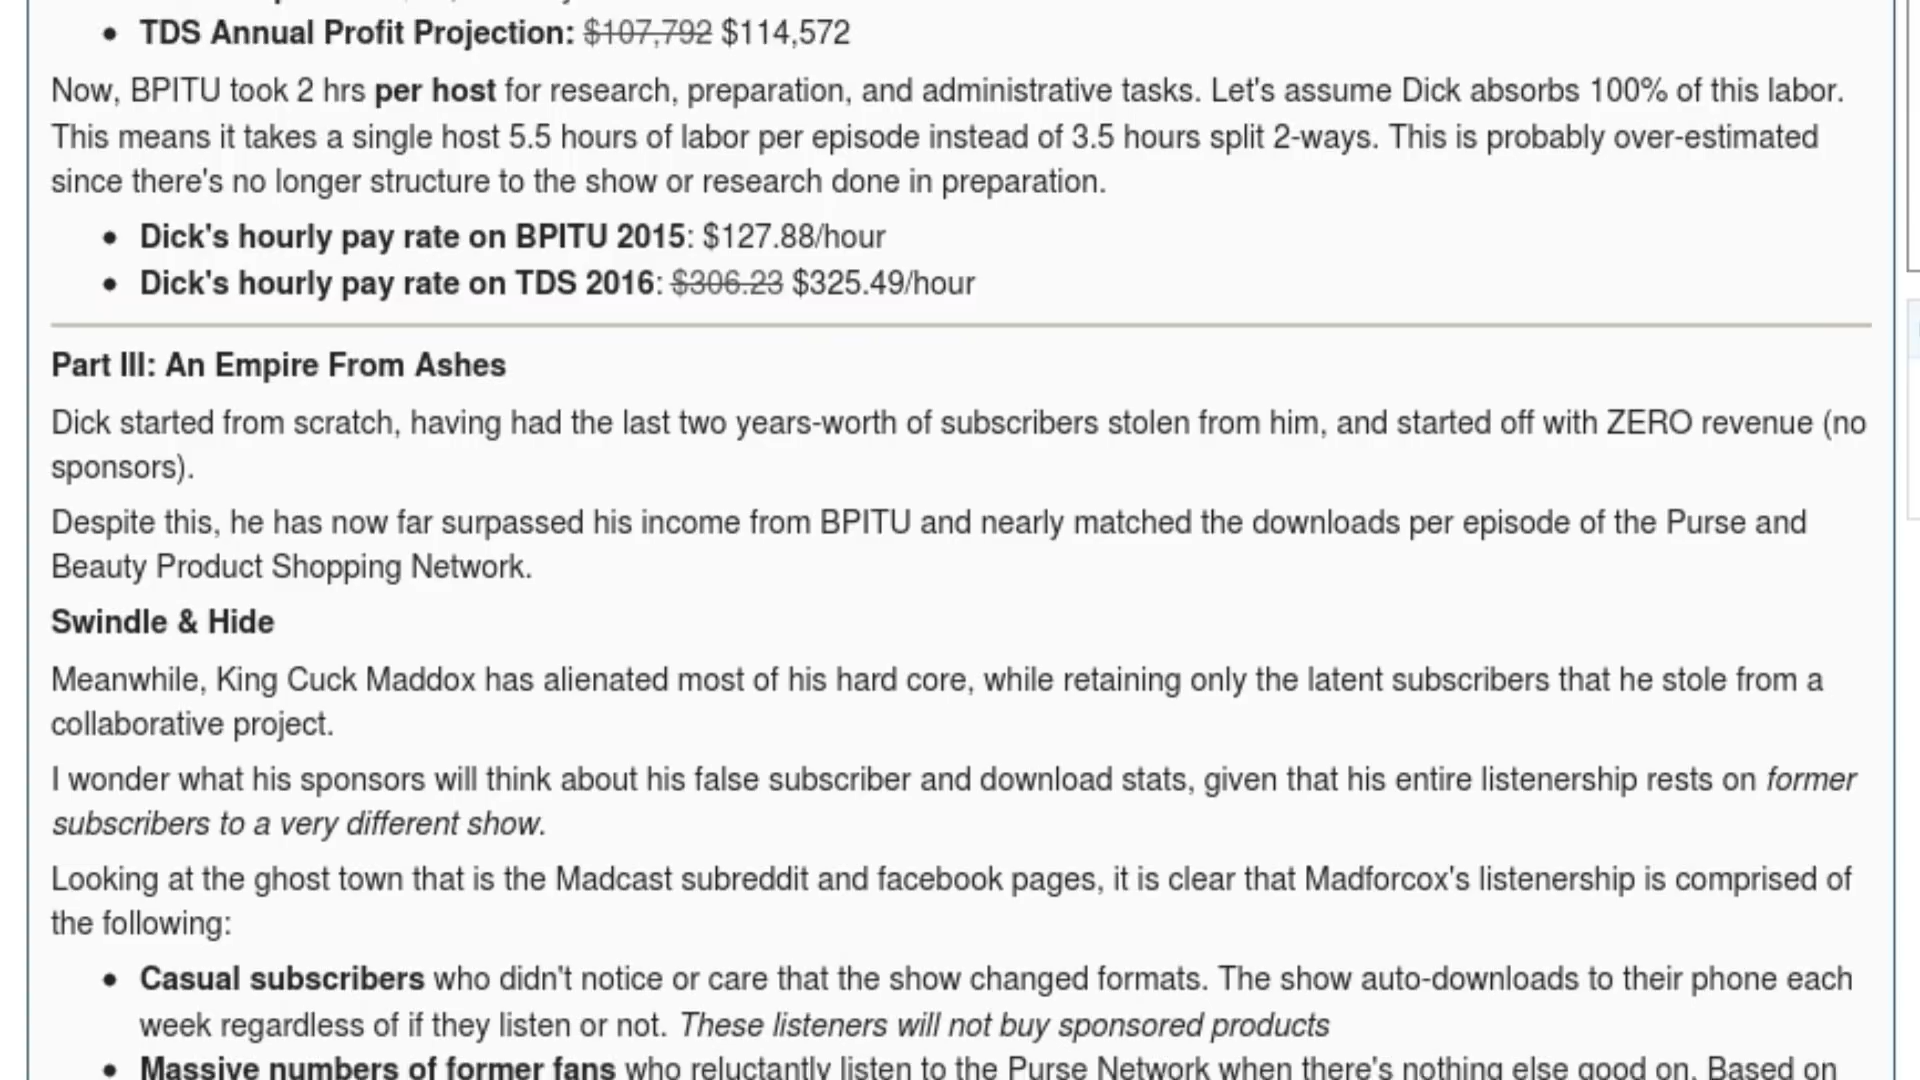 TDS Annual Profit Projection: $107,792 $114,572
Now, BPITU took 2 hrs per host for research, preparation, and administrative tasks. Let's assume Dick absorbs 100% of this labor.
This means it takes a single host 5.5 hours of labor per episode instead of 3.5 hours split 2-ways. This is probably over-estimated
since there's no longer structure to the show or research done in preparation.
Dick's hourly pay rate on BPITU 2015: $127.88/hour
Dick's hourly pay rate on TDS 2016: $306.23 $325.49/hour
Part III: An Empire From Ashes
Dick started from scratch, having had the last two years-worth of subscribers stolen from him, and started off with ZERO revenue (no
sponsors).
Despite this, he has now far surpassed his income from BPITU and nearly matched the downloads per episode of the Purse and
Beauty Product Shopping Network.
Swindle & Hide
Meanwhile, King Cuck Maddox has alienated most of his hard core, while retaining only the latent subscribers that he stole from a
collaborative project.
I wonder what his sponsors will think about his false subscriber and download stats, given that his entire listenership rests on former
subscribers to a very different show.
Looking at the ghost town that is the Madcast subreddit and facebook pages, it is clear that Madforcox's listenership is comprised of
the following:
Casual subscribers who didn't notice or care that the show changed formats. The show auto-downloads to their phone each
week regardless of if they listen or not. These listeners will not buy sponsored products
Massive numbers of former fans who reluctantly listen to the Purse Network when there's nothing else good on. Based on